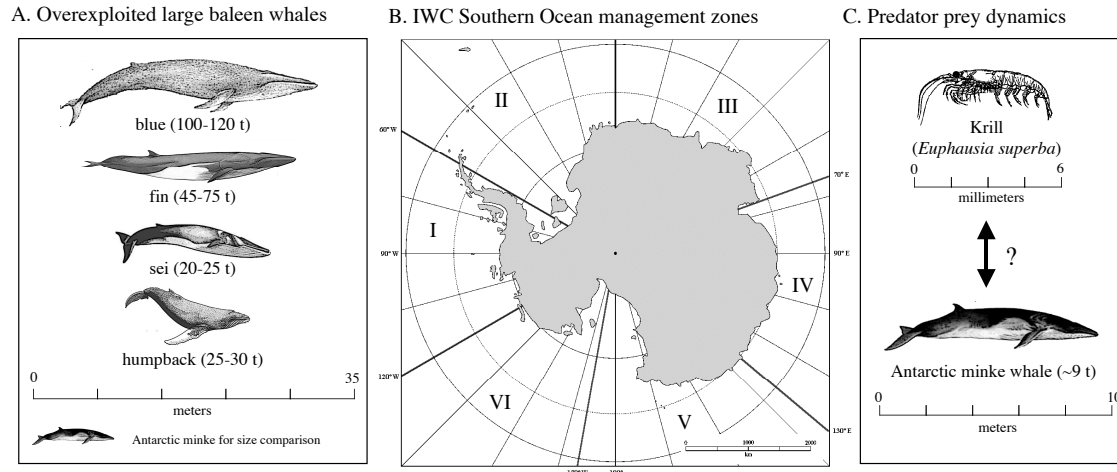 A. Overexploited large baleen whales
blue (100-120 t)
fin (45-75 t)
sei (20-25 t)
humpback (25-30 t)
0 35
meters
Antarctic minke for size comparison
B. IWC Southern Ocean management zones
II
III
60° W
70° E
I
90° W
90° E
IV
120° W
VI
V
130° E
0 1000 2000
km
C. Predator prey dynamics
Krill
(Euphausia superba)
0 6
millimeters
?
Antarctic minke whale (~9 t)
0 10
meters